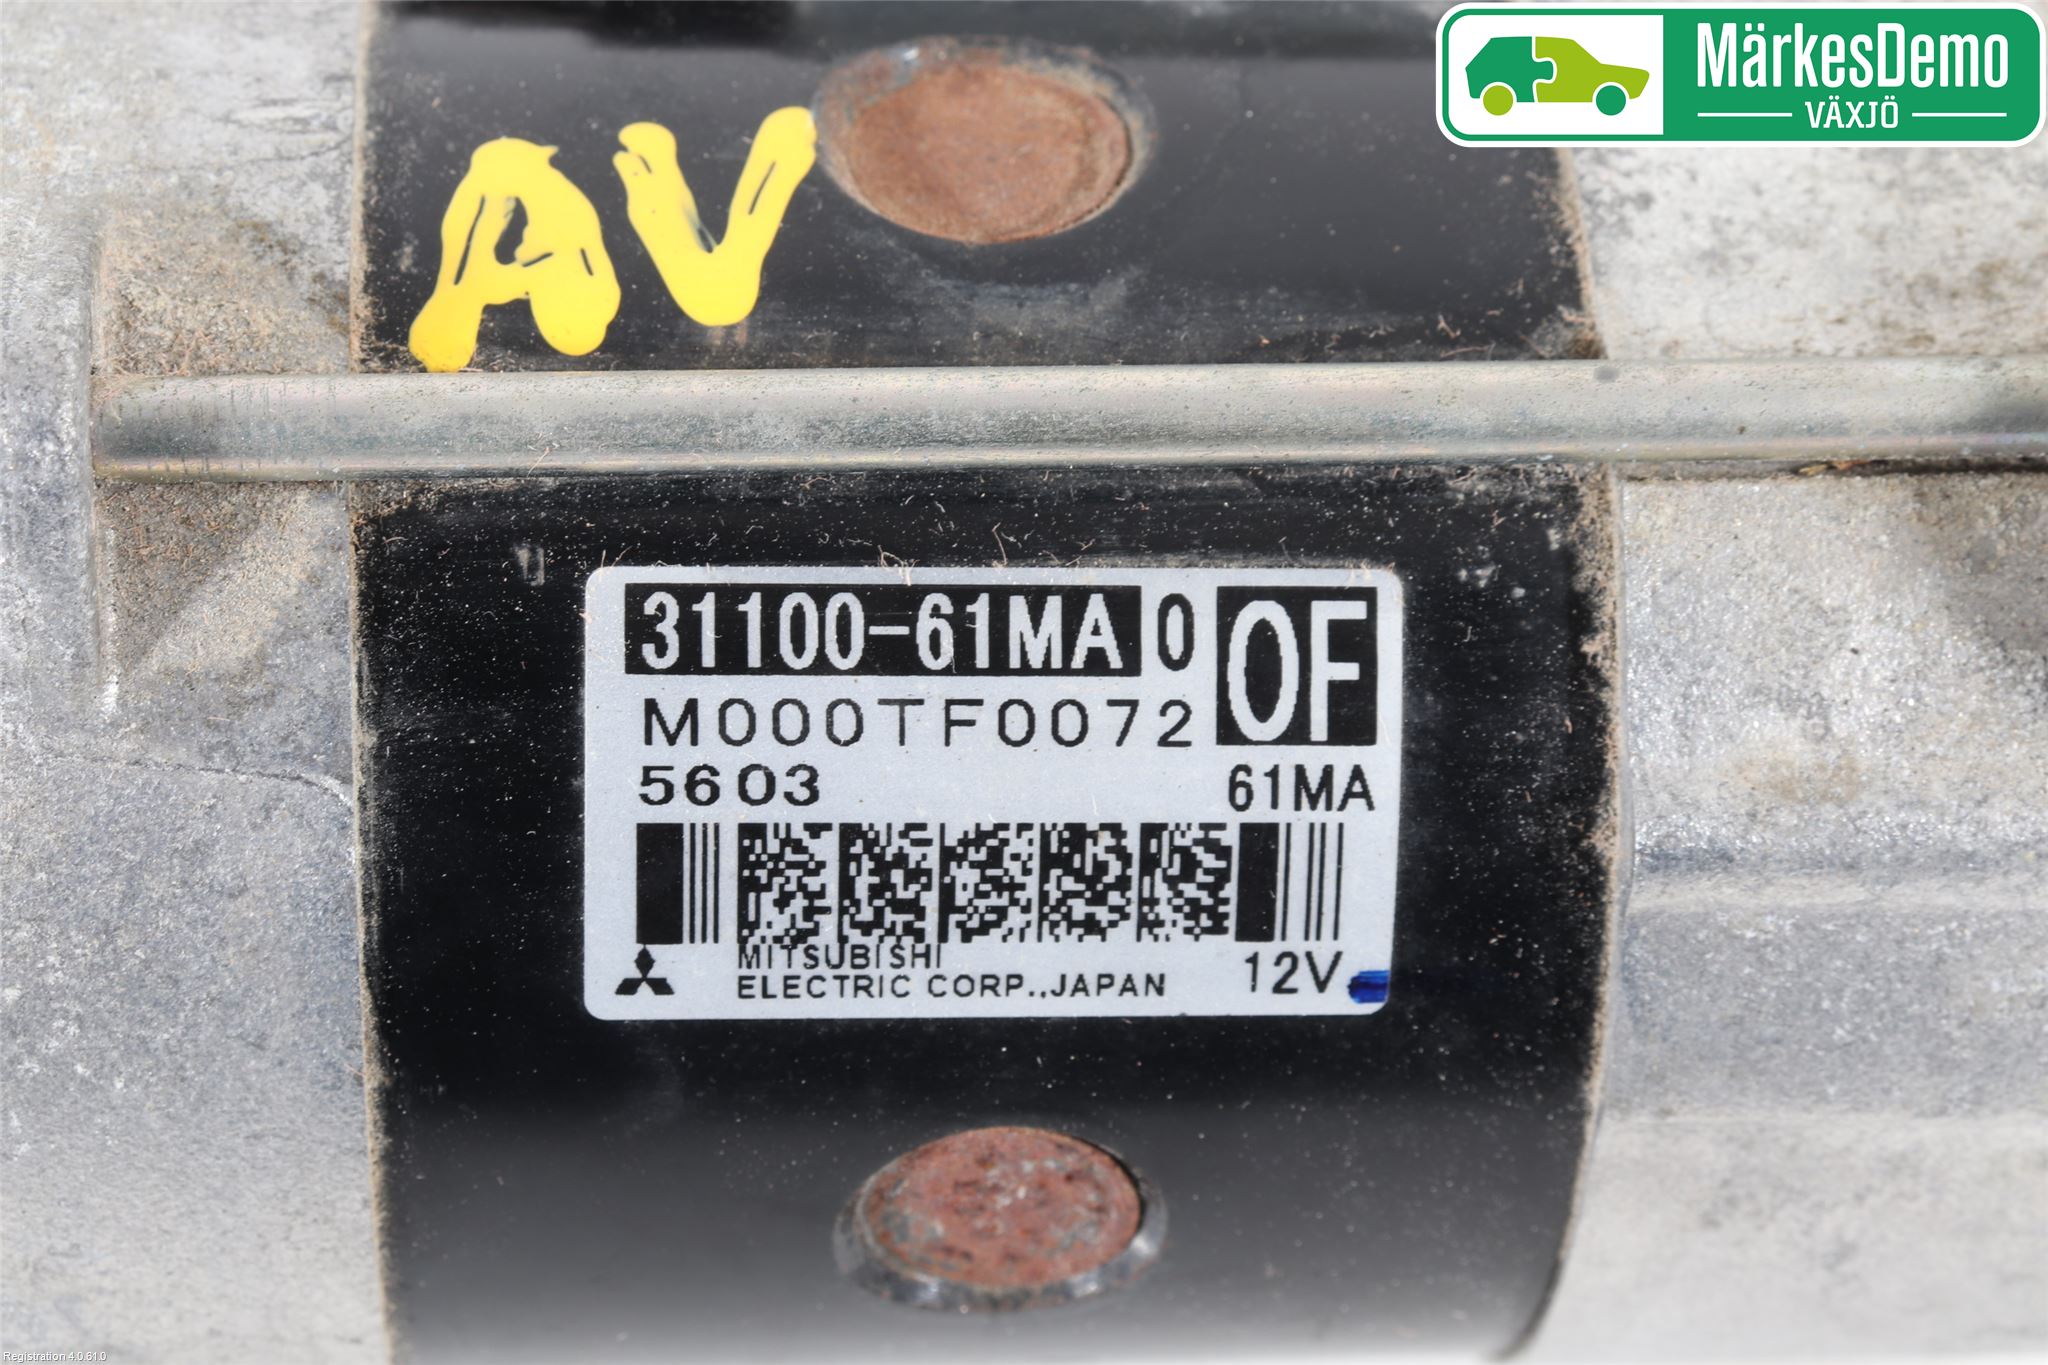 MärkesDemo
VÄXJÖ
AV
31100-61MA 0
0F
M000TF0072
5603
61MA
MITSUBISHI
ELECTRIC CORP.,JAPAN
12V
Registration 4.0.61.0